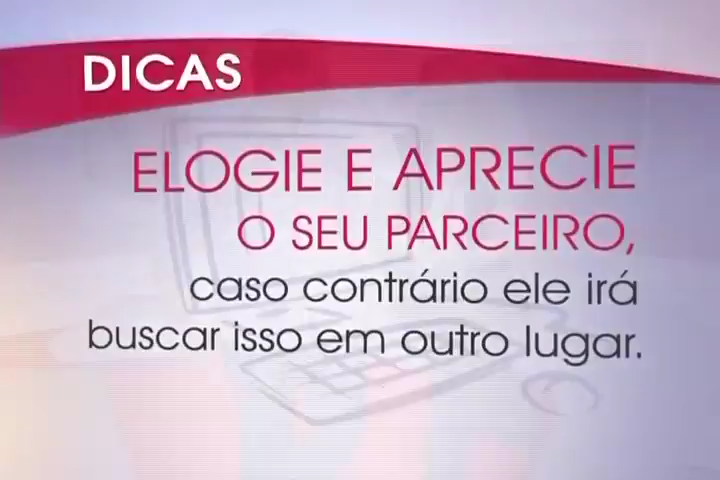 DICAS
ELOGIE E APRECIE
O SEU PARCEIRO,
caso contrário ele irá
buscar isso em outro lugar.